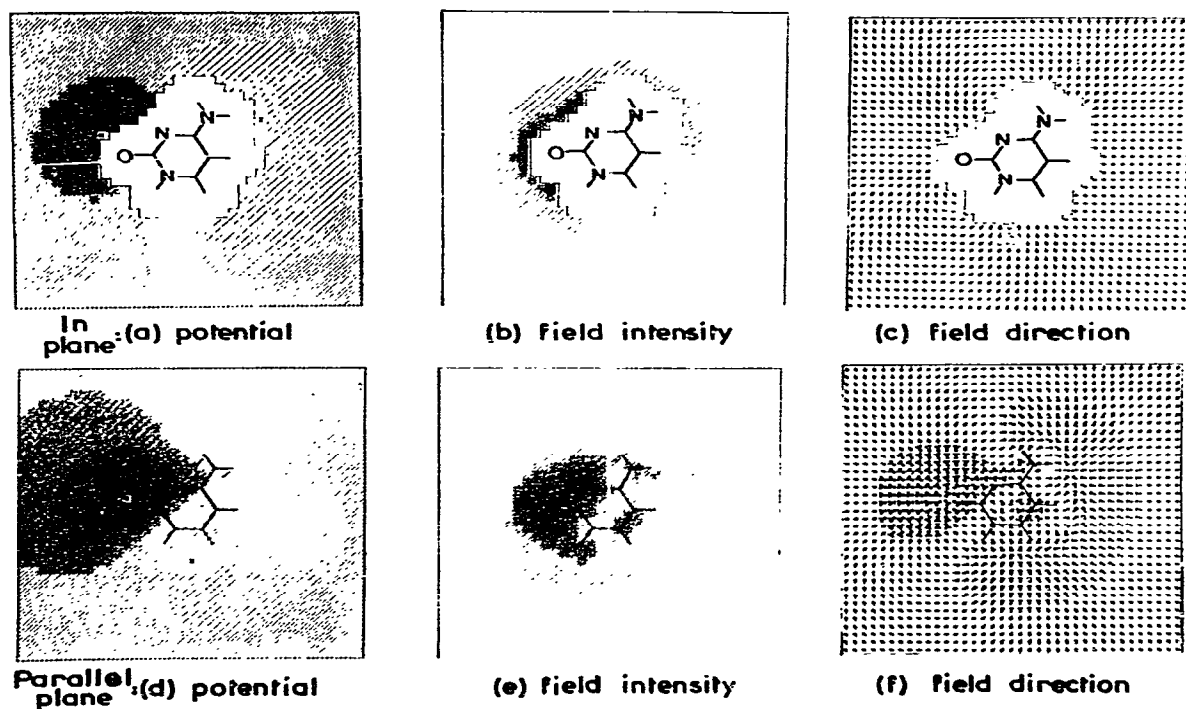 N
N
O
N
N
N
O
N
N
N
O
N
In
plane:(a) potential
(b) field intensity
(c) field direction
Parallel
plane:(d) potential
(e) field intensity
(f) field direction